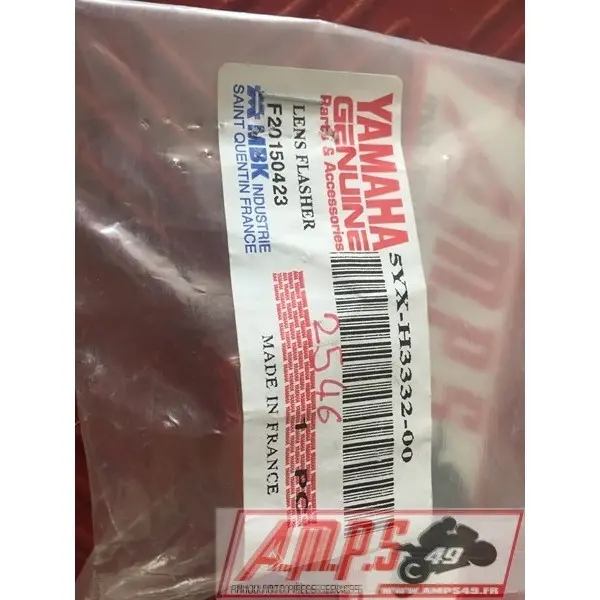 YAMAHA
GENUINE
Parts & Accessories
5YX-H3332-00
LENS FLASHER
F20150423
MBK INDUSTRIE
SAINT QUENTIN FRANCE
2546
1 PC
MADE IN FRANCE
A.M.P.S
49
WWW.AMPS49.FR